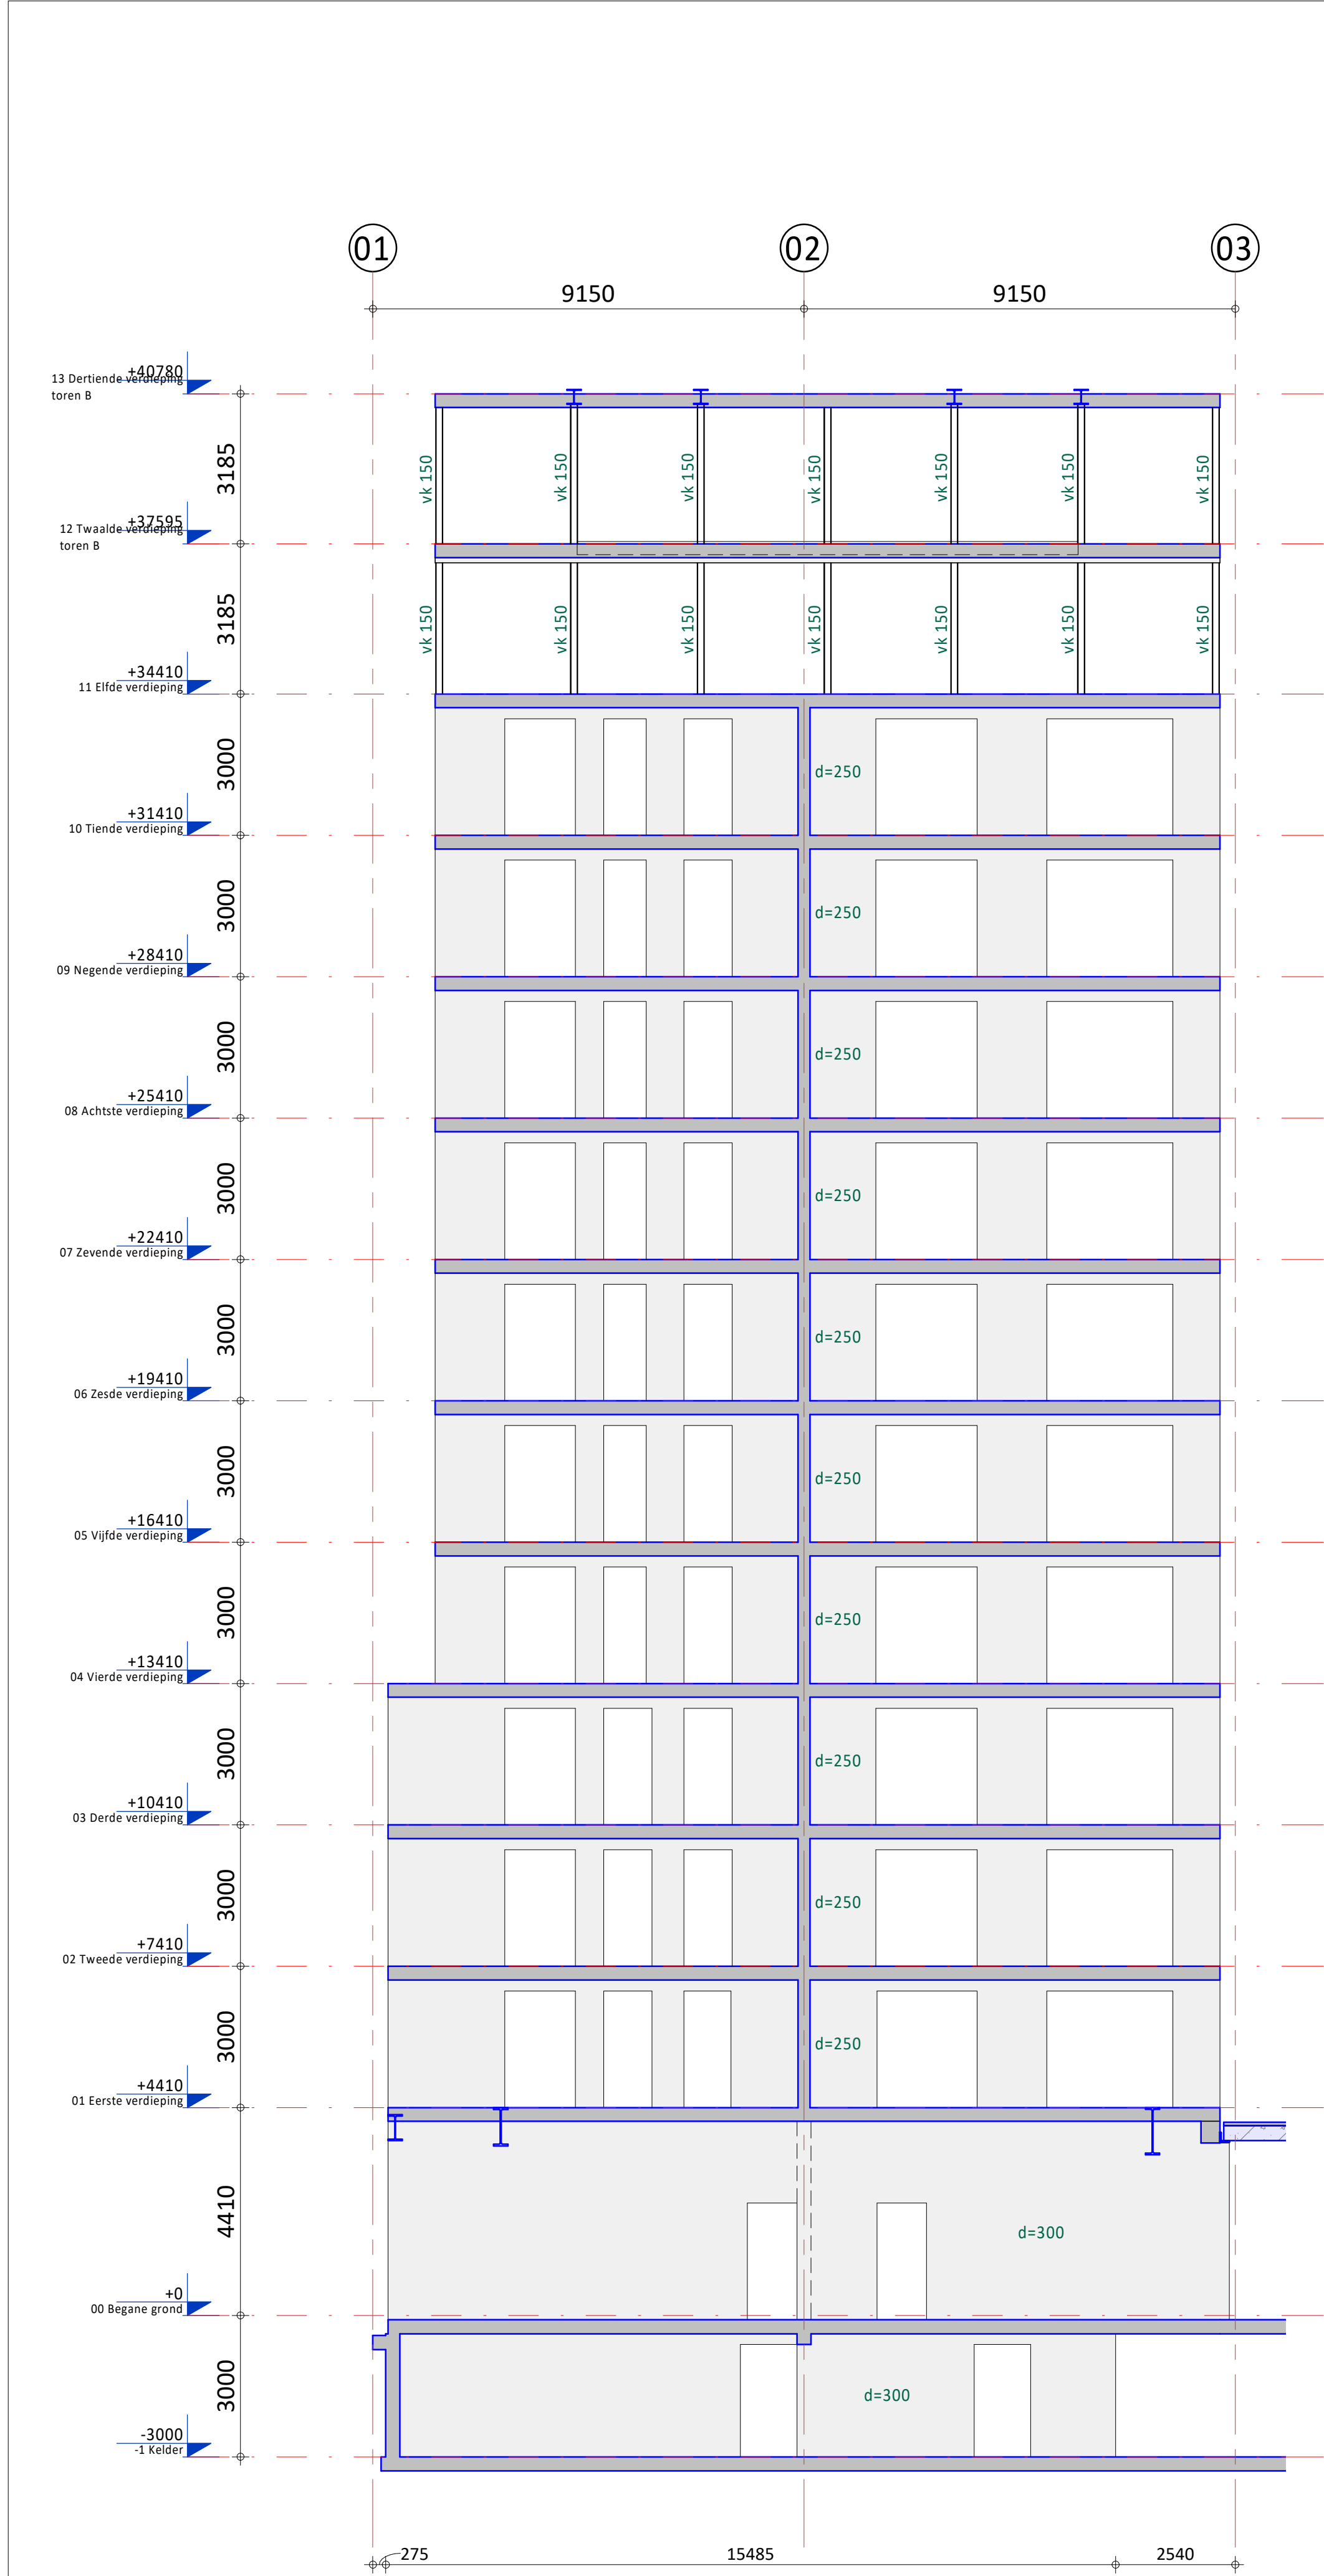 01 02 03
9150 9150
+40780
13 Dertiende verdieping
toren B
3185
vk 150 vk 150 vk 150 vk 150 vk 150 vk 150 vk 150
+37595
12 Twaalde verdieping
toren B
3185
vk 150 vk 150 vk 150 vk 150 vk 150 vk 150 vk 150
+34410
11 Elfde verdieping
3000 d=250
+31410
10 Tiende verdieping
3000 d=250
+28410
09 Negende verdieping
3000 d=250
+25410
08 Achtste verdieping
3000 d=250
+22410
07 Zevende verdieping
3000 d=250
+19410
06 Zesde verdieping
3000 d=250
+16410
05 Vijfde verdieping
3000 d=250
+13410
04 Vierde verdieping
3000 d=250
+10410
03 Derde verdieping
3000 d=250
+7410
02 Tweede verdieping
3000 d=250
+4410
01 Eerste verdieping
4410 d=300
+0
00 Begane grond
3000 d=300
-3000
-1 Kelder
275 15485 2540